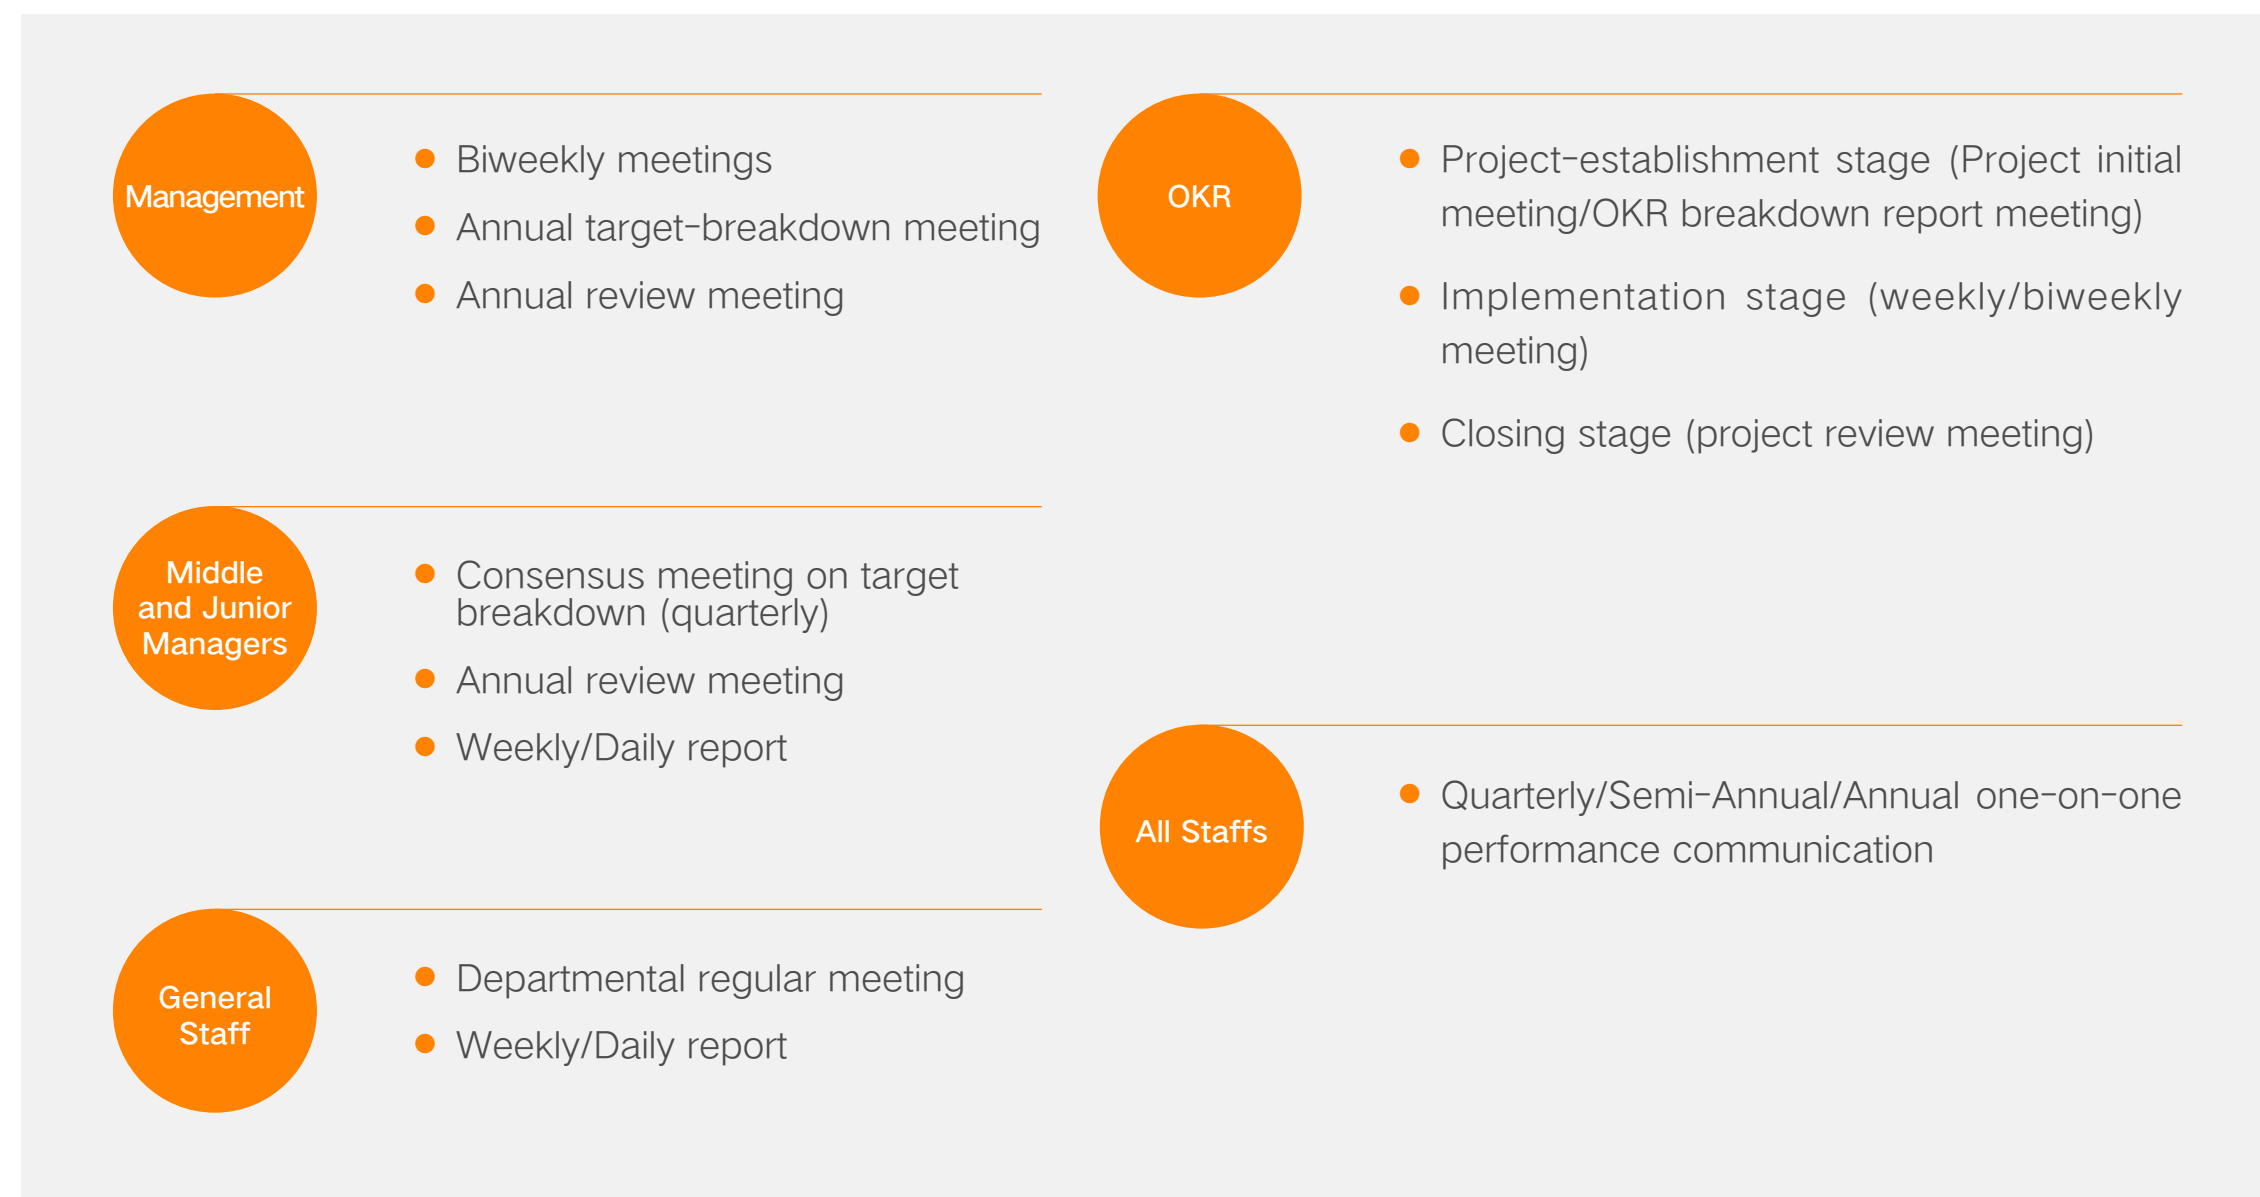 Management
Biweekly meetings
Annual target-breakdown meeting
Annual review meeting
Middle
and Junior
Managers
Consensus meeting on target
breakdown (quarterly)
Annual review meeting
Weekly/Daily report
General
Staff
Departmental regular meeting
Weekly/Daily report
OKR
Project-establishment stage (Project initial
meeting/OKR breakdown report meeting)
Implementation stage (weekly/biweekly
meeting)
Closing stage (project review meeting)
All Staffs
Quarterly/Semi-Annual/Annual one-on-one
performance communication